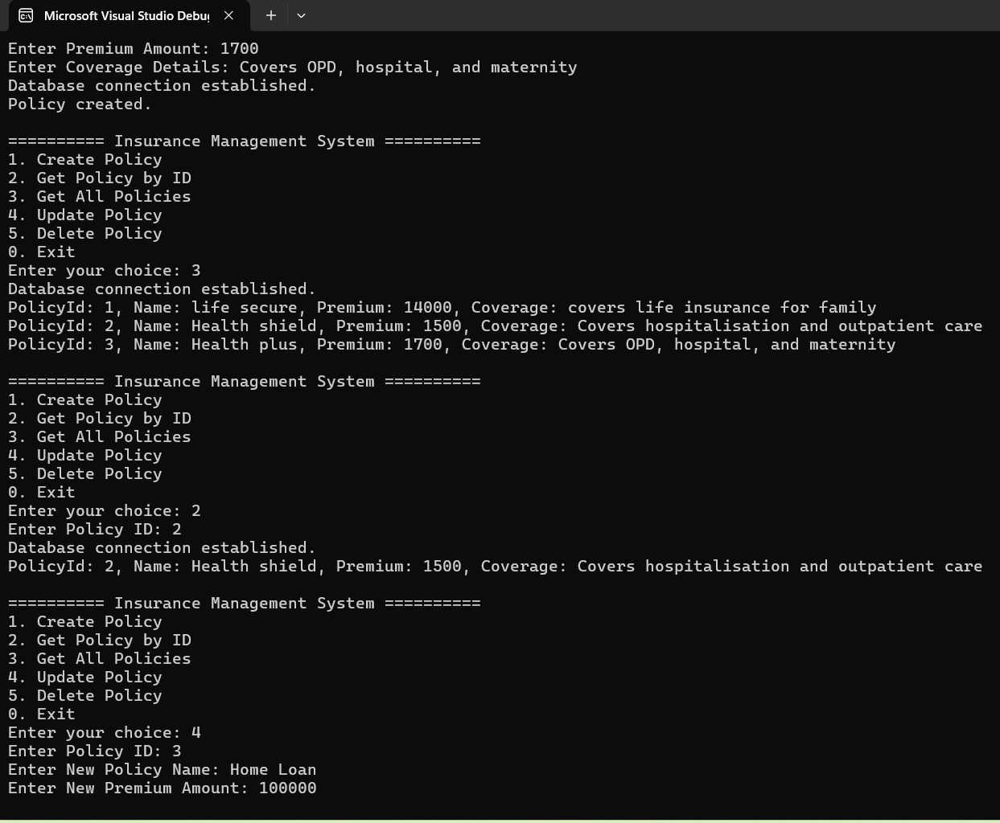 Microsoft Visual Studio Debug
Enter Premium Amount: 1700
Enter Coverage Details: Covers OPD, hospital, and maternity
Database connection established.
Policy created.
========== Insurance Management System ==========
1. Create Policy
2. Get Policy by ID
3. Get All Policies
4. Update Policy
5. Delete Policy
0. Exit
Enter your choice: 3
Database connection established.
PolicyId: 1, Name: life secure, Premium: 14000, Coverage: covers life insurance for family
PolicyId: 2, Name: Health shield, Premium: 1500, Coverage: Covers hospitalisation and outpatient care
PolicyId: 3, Name: Health plus, Premium: 1700, Coverage: Covers OPD, hospital, and maternity
========== Insurance Management System ==========
1. Create Policy
2. Get Policy by ID
3. Get All Policies
4. Update Policy
5. Delete Policy
0. Exit
Enter your choice: 2
Enter Policy ID: 2
Database connection established.
PolicyId: 2, Name: Health shield, Premium: 1500, Coverage: Covers hospitalisation and outpatient care
========== Insurance Management System ==========
1. Create Policy
2. Get Policy by ID
3. Get All Policies
4. Update Policy
5. Delete Policy
0. Exit
Enter your choice: 4
Enter Policy ID: 3
Enter New Policy Name: Home Loan
Enter New Premium Amount: 100000